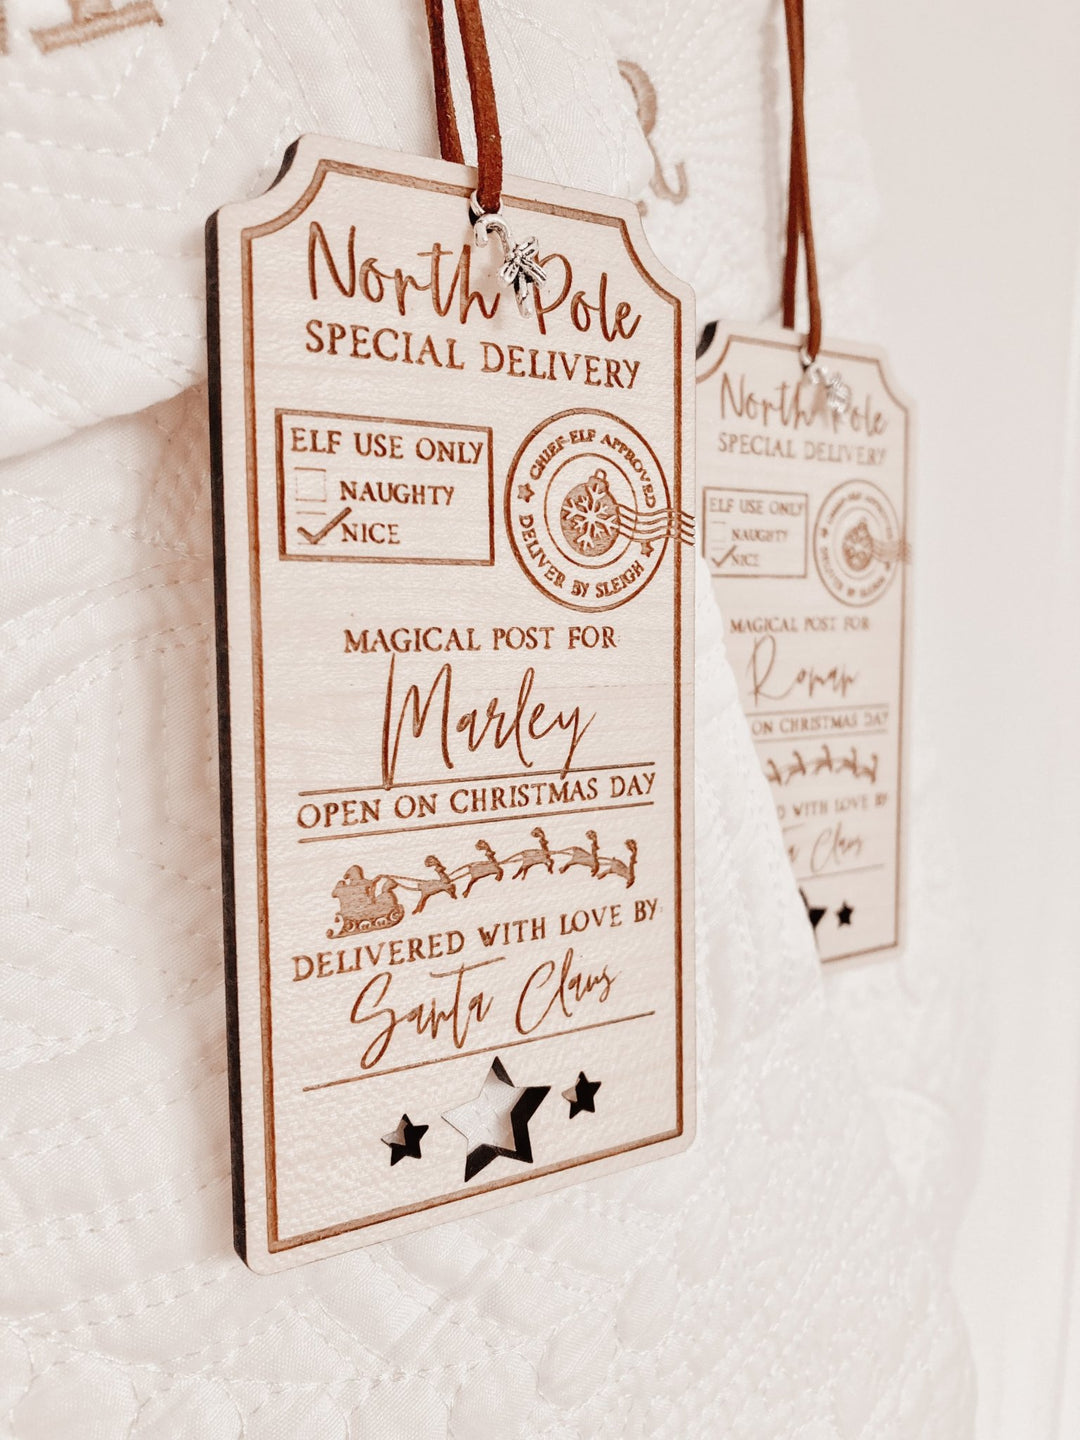 North Pole
SPECIAL DELIVERY
ELF USE ONLY
NAUGHTY
NICE
CHIEF-ELF APPROVED
DELIVER BY SLEIGH
MAGICAL POST FOR:
Marley
OPEN ON CHRISTMAS DAY
DELIVERED WITH LOVE BY:
Santa Claus
North Pole
SPECIAL DELIVERY
ELF USE ONLY
NAUGHTY
NICE
MAGICAL POST FOR:
Roman
ON CHRISTMAS DAY
WITH LOVE BY
Claus